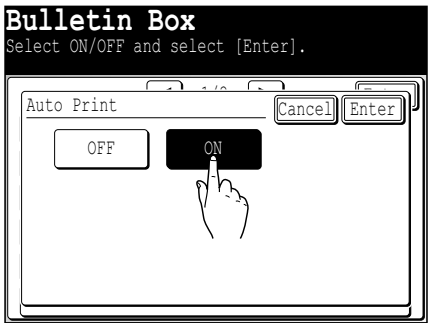 Bulletin Box
Select ON/OFF and select [Enter].
Auto Print
Cancel
Enter
OFF
ON